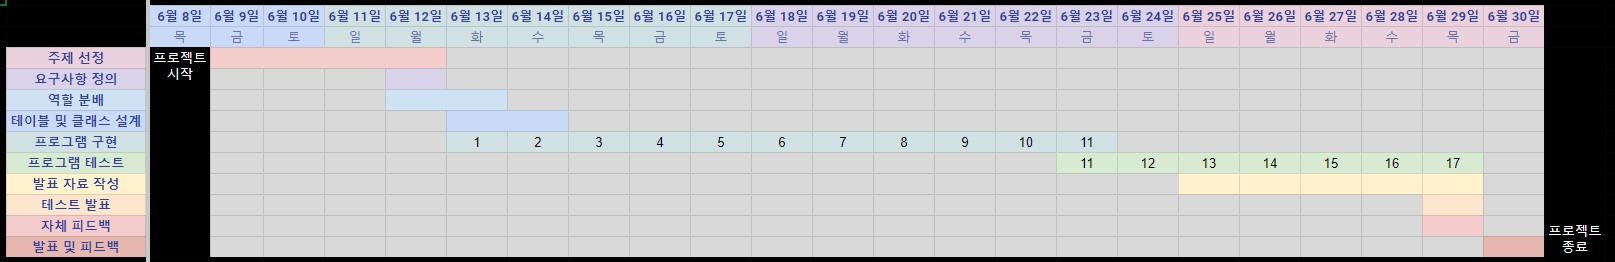 6월 8일 6월 9일 6월 10일 6월 11일 6월 12일 6월 13일 6월 14일 6월 15일 6월 16일 6월 17일 6월 18일 6월 19일 6월 20일 6월 21일 6월 22일 6월 23일 6월 24일 6월 25일 6월 26일 6월 27일 6월 28일 6월 29일 6월 30일
목 금 토 일 월 화 수 목 금 토 일 월 화 수 목 금 토 일 월 화 수 목 금
주제 선정 프로젝트
시작
요구사항 정의
역할 분배
테이블 및 클래스 설계
프로그램 구현 1 2 3 4 5 6 7 8 9 10 11
프로그램 테스트 11 12 13 14 15 16 17
발표 자료 작성
테스트 발표
자체 피드백
발표 및 피드백
프로젝트
종료